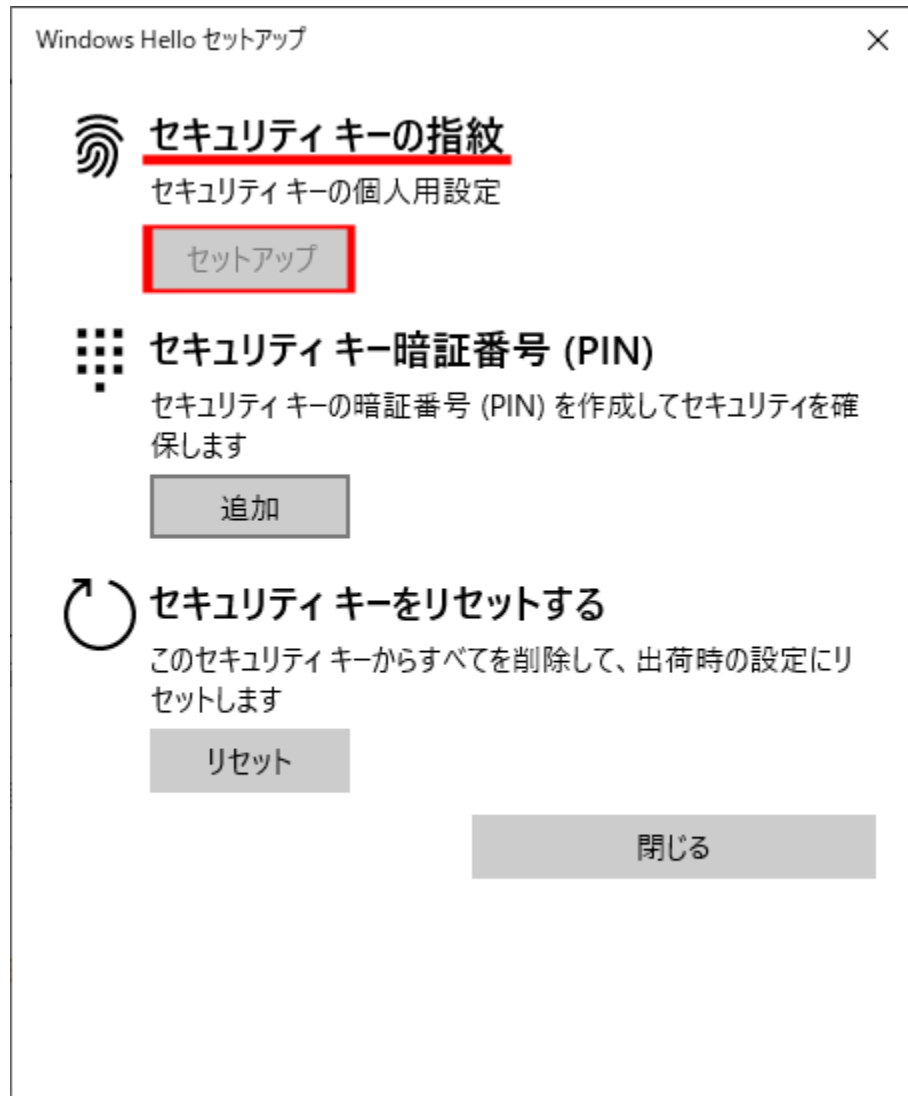 Windows Hello セットアップ
セキュリティ キーの指紋
セキュリティ キーの個人用設定
セットアップ
セキュリティ キー暗証番号 (PIN)
セキュリティ キーの暗証番号 (PIN) を作成してセキュリティを確
保します
追加
セキュリティ キーをリセットする
このセキュリティ キーからすべてを削除して、出荷時の設定にリ
セットします
リセット
閉じる